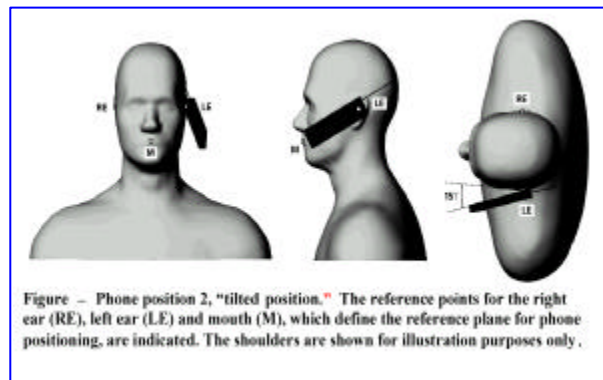 RE
LE
M
LE
M
RE
15°
LE
Figure – Phone position 2, “tilted position.” The reference points for the right
ear (RE), left ear (LE) and mouth (M), which define the reference plane for phone
positioning, are indicated. The shoulders are shown for illustration purposes only.